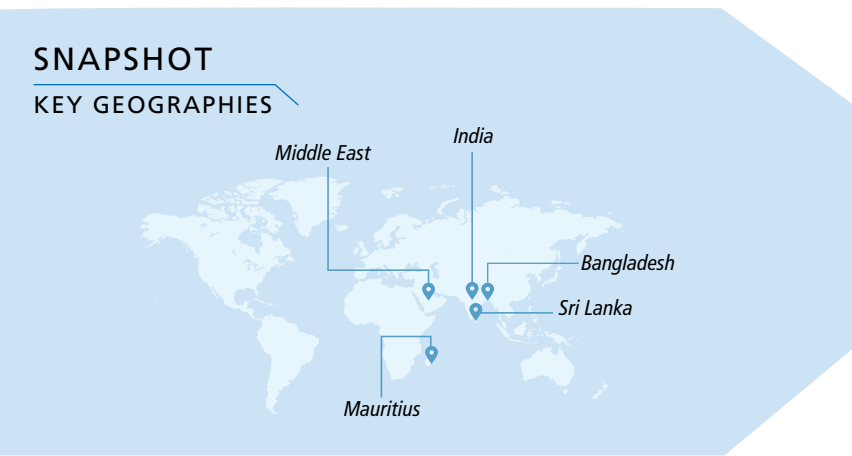 SNAPSHOT
KEY GEOGRAPHIES
India
Middle East
Bangladesh
Sri Lanka
Mauritius